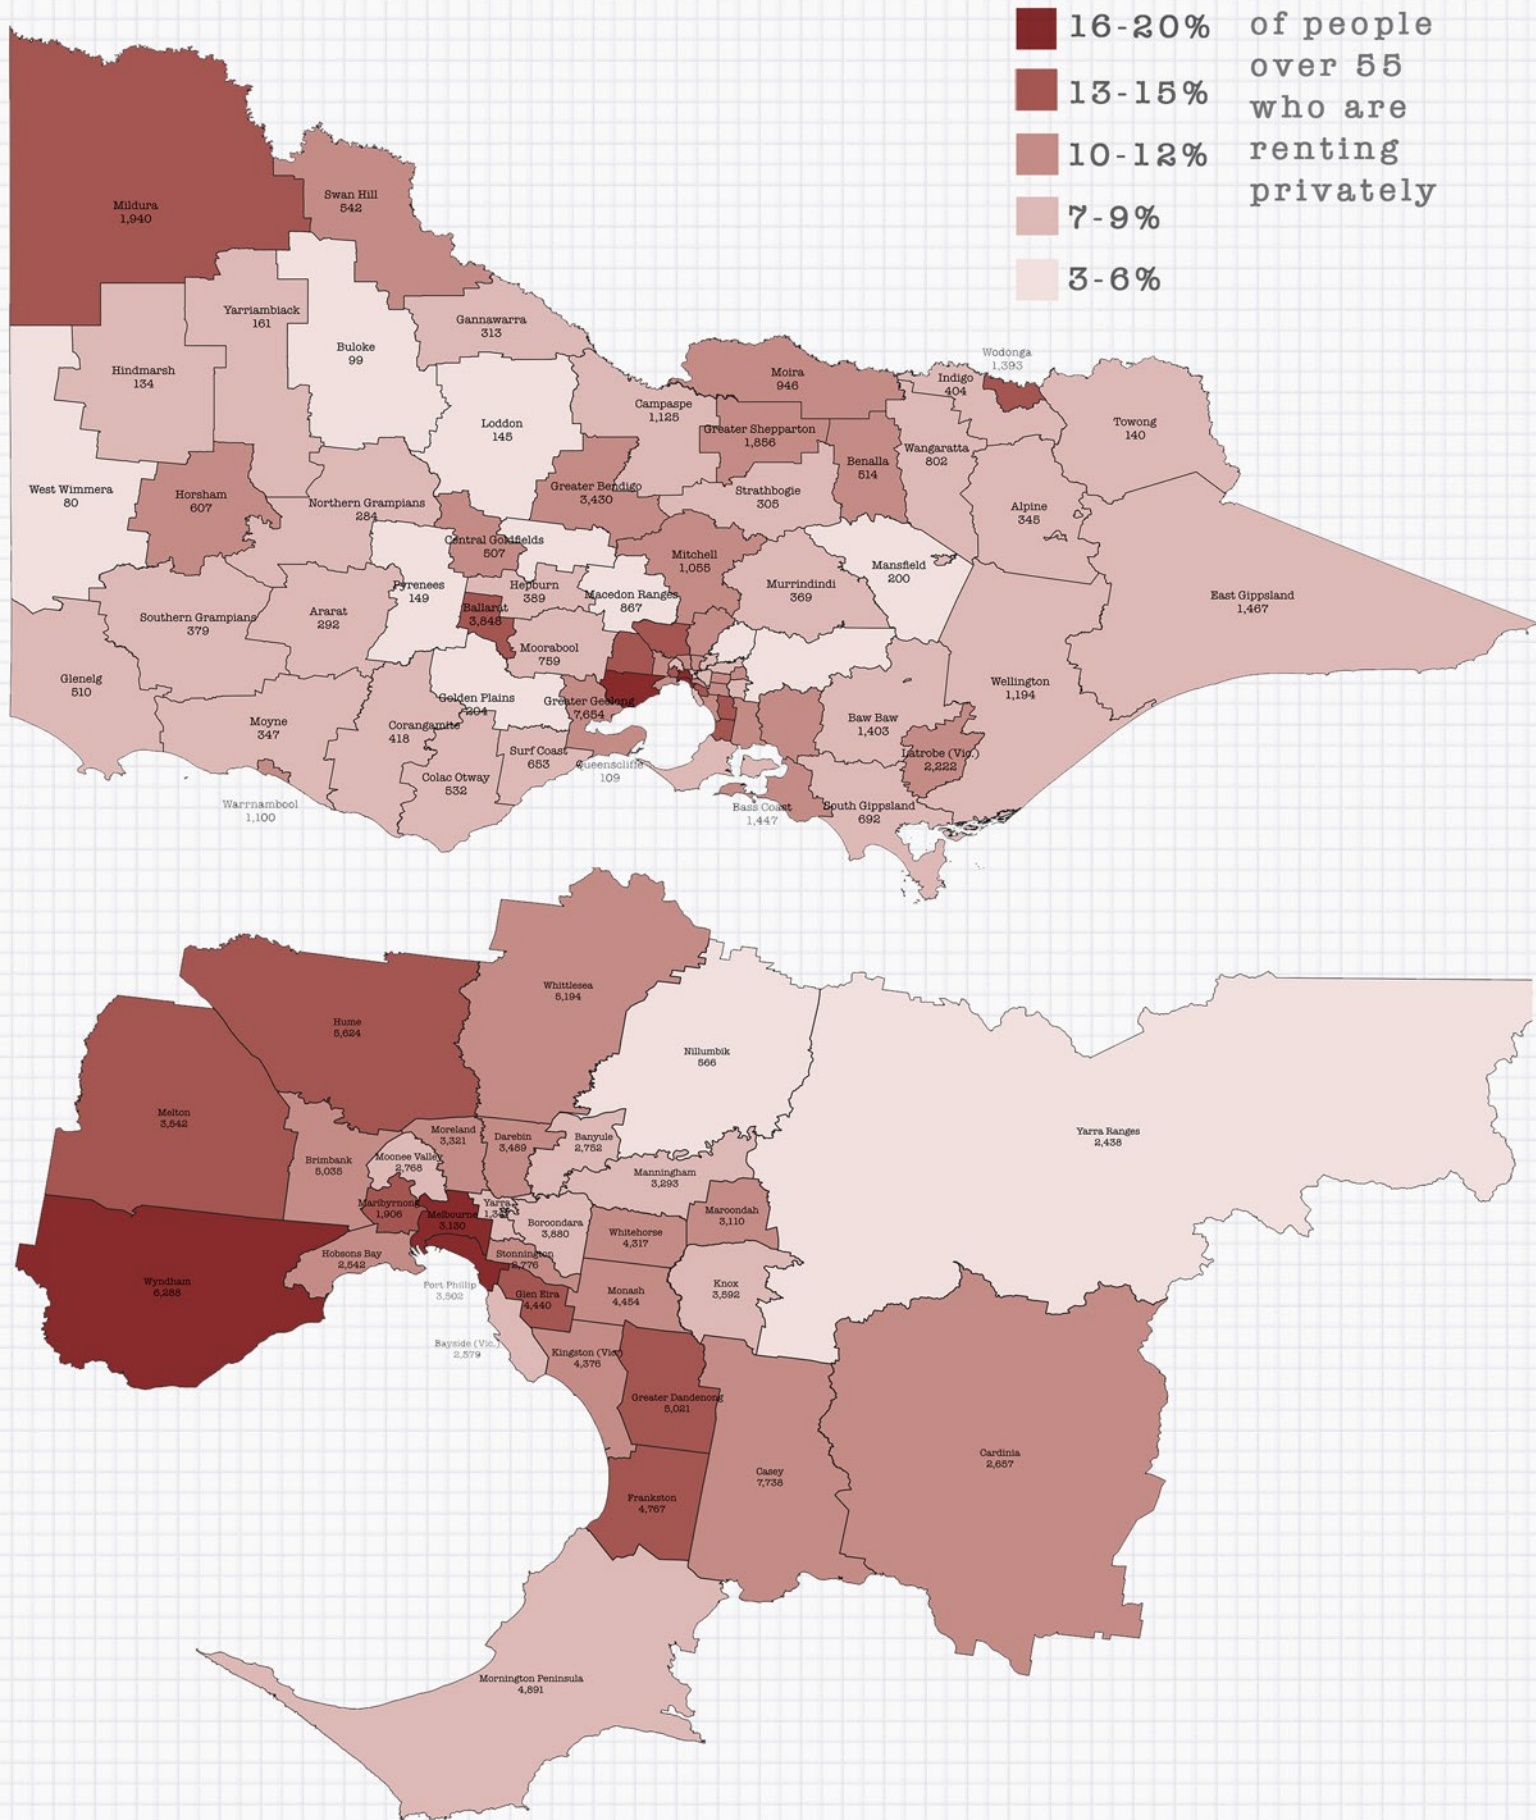 16-20%
13-15%
10-12%
7-9%
3-6%
of people
over 55
who are
renting
privately
Mildura
1,940
Swan Hill
542
Yarriambiack
161
Gannawarra
313
Buloke
99
Hindmarsh
134
Wodonga
1,393
Moira
946
Indigo
404
Campaspe
1,125
Loddon
145
Greater Shepparton
1,856
Towong
140
Wangaratta
802
Benalla
514
West Wimmera
80
Horsham
607
Greater Bendigo
3,430
Strathbogie
305
Northern Grampians
284
Alpine
345
Central Goldfields
507
Mitchell
1,055
Mansfield
200
Pyrenees
149
Hepburn
389
Macedon Ranges
867
Murrindindi
369
East Gippsland
1,467
Ballarat
3,848
Southern Grampians
379
Ararat
292
Moorabool
759
Glenelg
510
Wellington
1,194
Golden Plains
204
Greater Geelong
7,654
Moyne
347
Corangamite
418
Baw Baw
1,403
Surf Coast
653
Latrobe (Vic.)
2,222
Queenscliffe
109
Colac Otway
532
Warrnambool
1,100
Bass Coast
1,447
South Gippsland
692
Whittlesea
5,194
Hume
5,624
Nillumbik
566
Melton
3,542
Yarra Ranges
2,438
Moreland
3,321
Darebin
3,489
Banyule
2,752
Brimbank
5,035
Moonee Valley
2,768
Manningham
3,293
Maribyrnong
1,906
Melbourne
3,130
Yarra
Boroondara
3,880
Maroondah
3,110
Whitehorse
4,317
Hobsons Bay
2,542
Stonnington
2,776
Wyndham
6,288
Port Phillip
3,502
Glen Eira
4,440
Monash
4,454
Knox
3,592
Bayside (Vic.)
2,579
Kingston (Vic.)
4,376
Greater Dandenong
5,021
Cardinia
2,657
Casey
7,738
Frankston
4,767
Mornington Peninsula
4,891